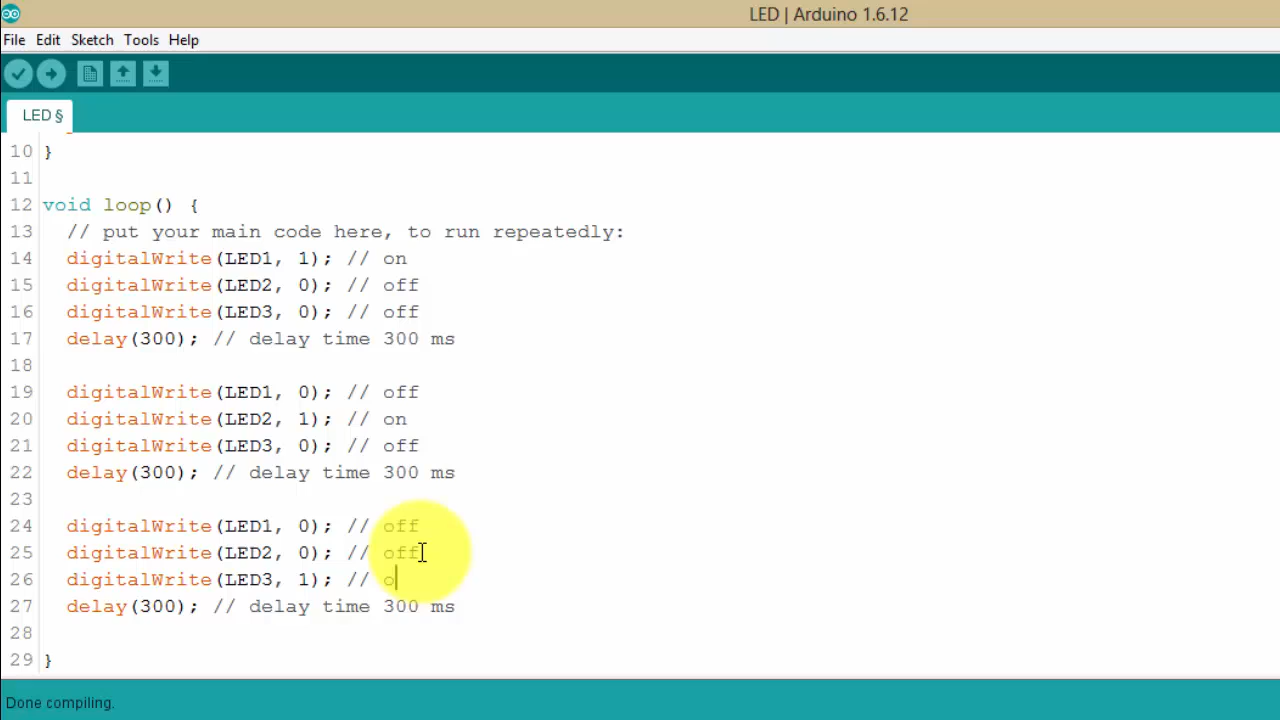 LED | Arduino 1.6.12
File Edit Sketch Tools Help
LED §
10 }
11
12 void loop() {
13 // put your main code here, to run repeatedly:
14 digitalWrite(LED1, 1); // on
15 digitalWrite(LED2, 0); // off
16 digitalWrite(LED3, 0); // off
17 delay(300); // delay time 300 ms
18
19 digitalWrite(LED1, 0); // off
20 digitalWrite(LED2, 1); // on
21 digitalWrite(LED3, 0); // off
22 delay(300); // delay time 300 ms
23
24 digitalWrite(LED1, 0); // off
25 digitalWrite(LED2, 0); // off
26 digitalWrite(LED3, 1); // o
27 delay(300); // delay time 300 ms
28
29 }
Done compiling.